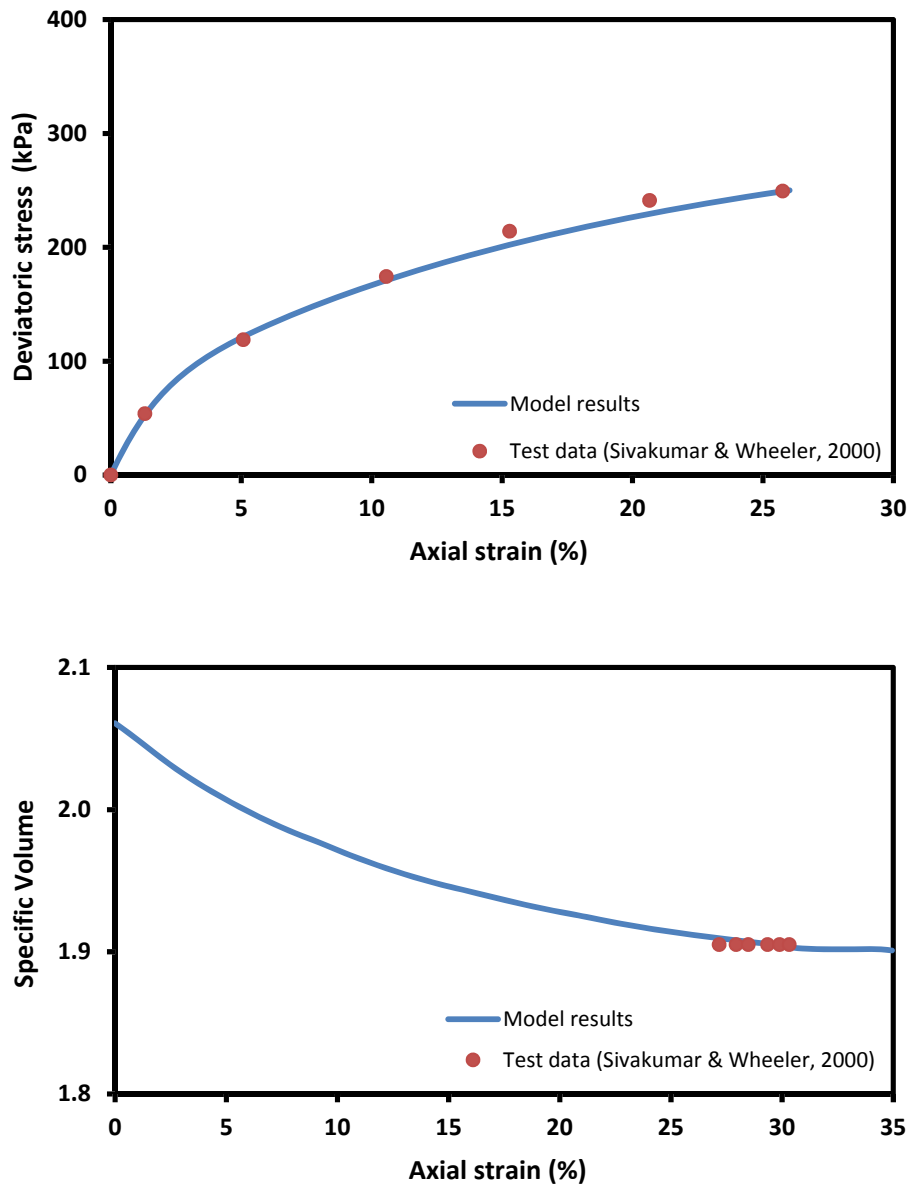 400
300
200
100
0
Deviatoric stress (kPa)
Model results
Test data (Sivakumar & Wheeler, 2000)
0 5 10 15 20 25 30
Axial strain (%)
2.1
2.0
1.9
1.8
Specific Volume
Model results
Test data (Sivakumar & Wheeler, 2000)
0 5 10 15 20 25 30 35
Axial strain (%)